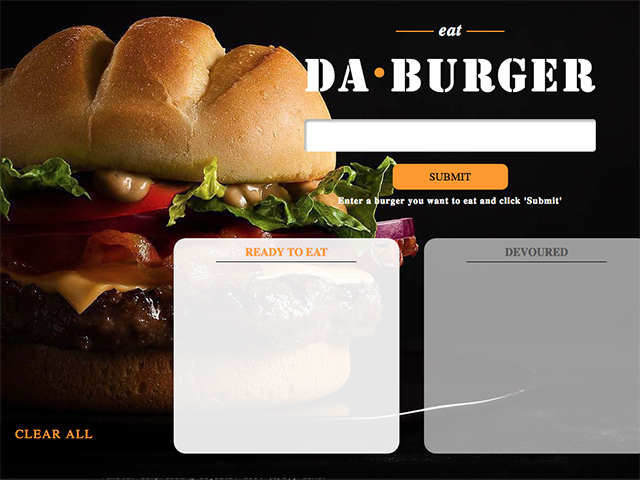 eat
DA•BURGER
SUBMIT
Enter a burger you want to eat and click 'Submit'
READY TO EAT
DEVOURED
CLEAR ALL